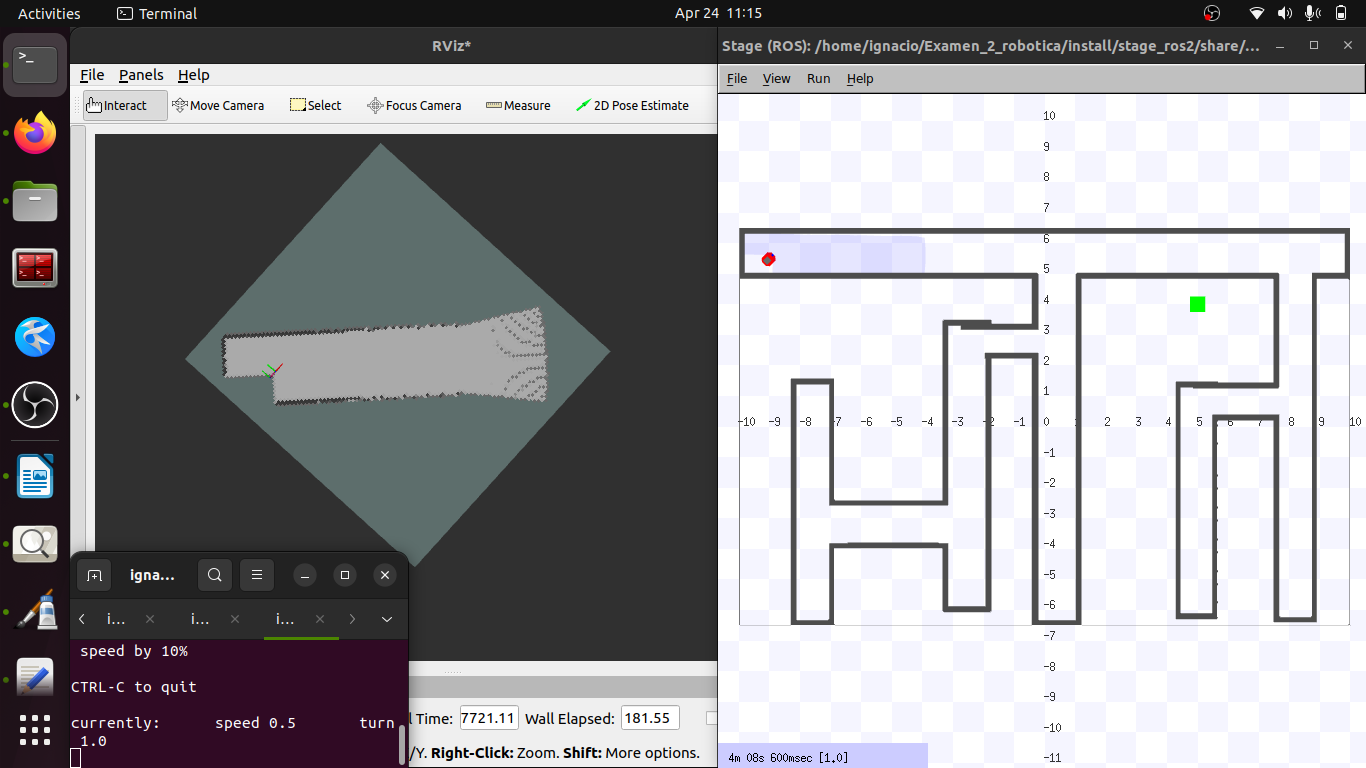 Activities
Terminal
Apr 24 11:15
RViz*
File Panels Help
Interact
Move Camera
Select
Focus Camera
Measure
2D Pose Estimate
igna...
i...
i...
i...
speed by 10%
CTRL-C to quit
currently: speed 0.5 turn
1.0
Time: 7721.11 Wall Elapsed: 181.55
/Y. Right-Click: Zoom. Shift: More options.
Stage (ROS): /home/ignacio/Examen_2_robotica/install/stage_ros2/share/...
File View Run Help
10
9
8
7
6
5
4
3
2
1
-10 -9 -8 -7 -6 -5 -4 -3 -2 -1 0 1 2 3 4 5 6 7 8 9 10
-1
-2
-3
-4
-5
-6
-7
-8
-9
-10
-11
4m 08s 600msec [1.0]